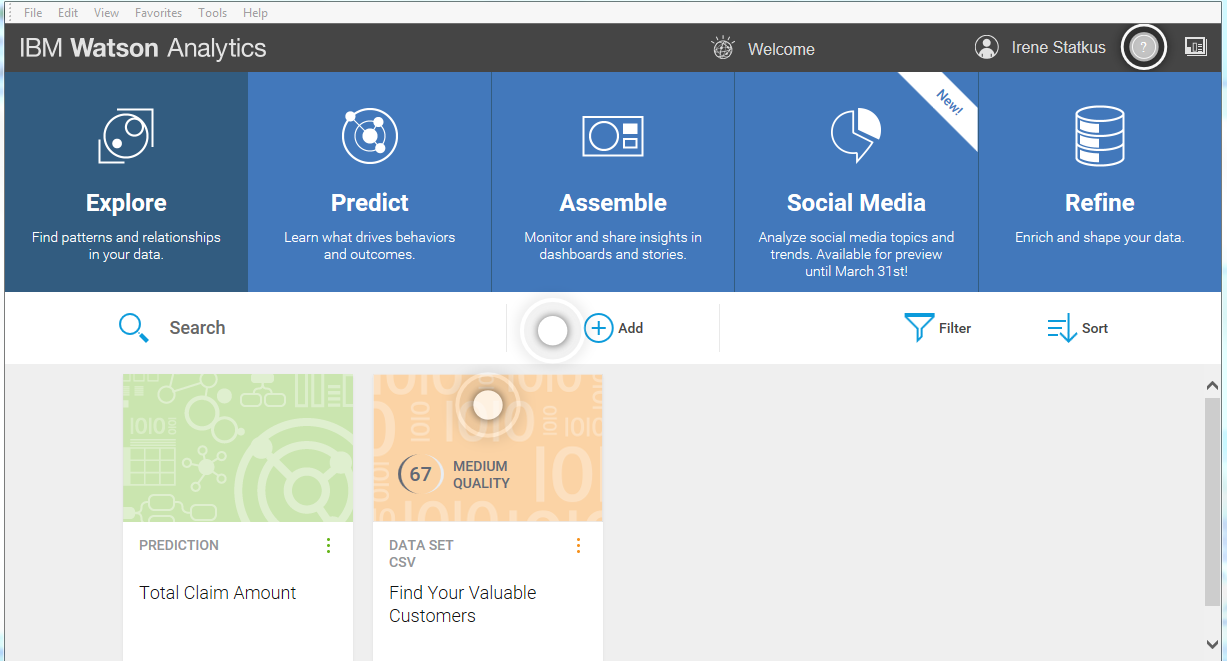 File Edit View Favorites Tools Help
IBM Watson Analytics
Welcome
Irene Statkus
?
Explore
Find patterns and relationships
in your data.
Predict
Learn what drives behaviors
and outcomes.
Assemble
Monitor and share insights in
dashboards and stories.
New!
Social Media
Analyze social media topics and
trends. Available for preview
until March 31st!
Refine
Enrich and shape your data.
Search
Add
Filter
Sort
PREDICTION
Total Claim Amount
67
MEDIUM
QUALITY
DATA SET
CSV
Find Your Valuable
Customers